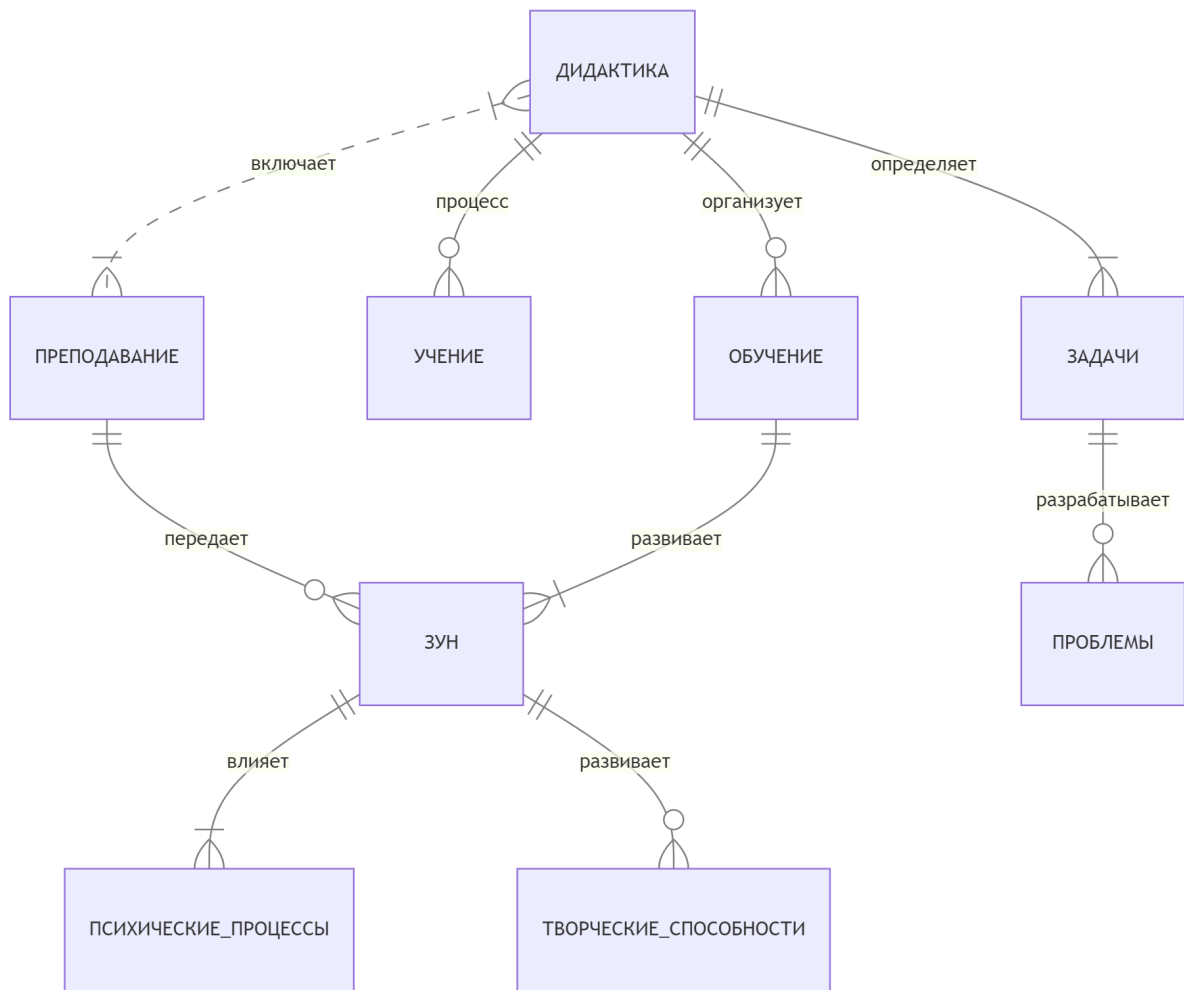 ДИДАКТИКА
включает
определяет
процесс
организует
ПРЕПОДАВАНИЕ
УЧЕНИЕ
ОБУЧЕНИЕ
ЗАДАЧИ
разрабатывает
передает
развивает
ЗУН
ПРОБЛЕМЫ
влияет
развивает
ПСИХИЧЕСКИЕ_ПРОЦЕССЫ
ТВОРЧЕСКИЕ_СПОСОБНОСТИ